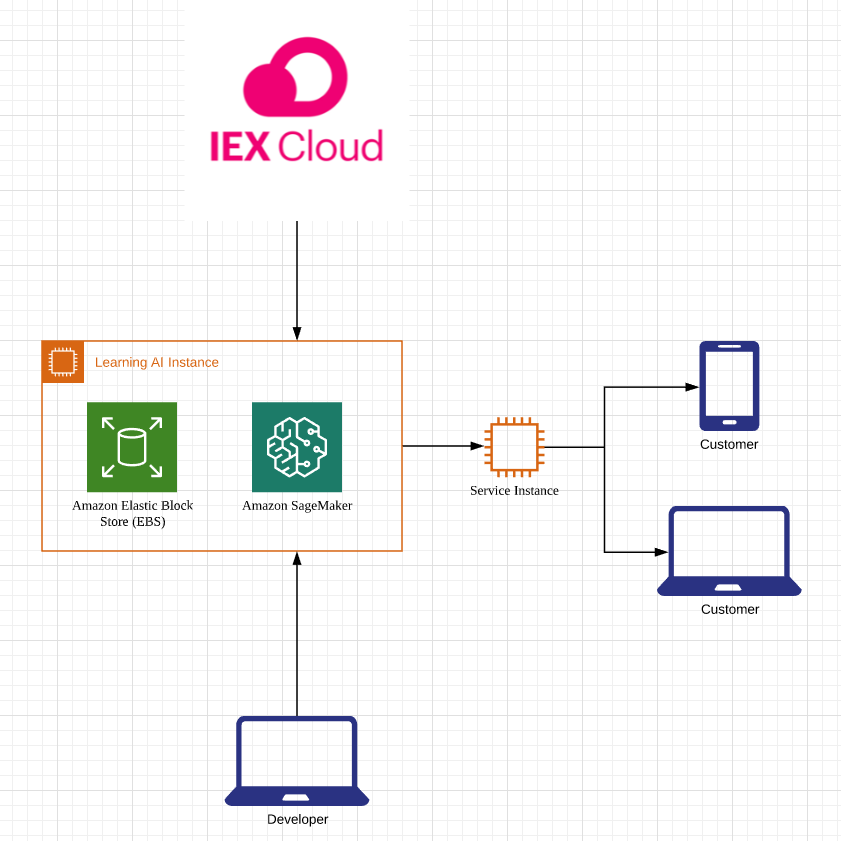 IEX Cloud
Learning AI Instance
Amazon Elastic Block
Store (EBS)
Amazon SageMaker
Service Instance
Customer
Customer
Developer